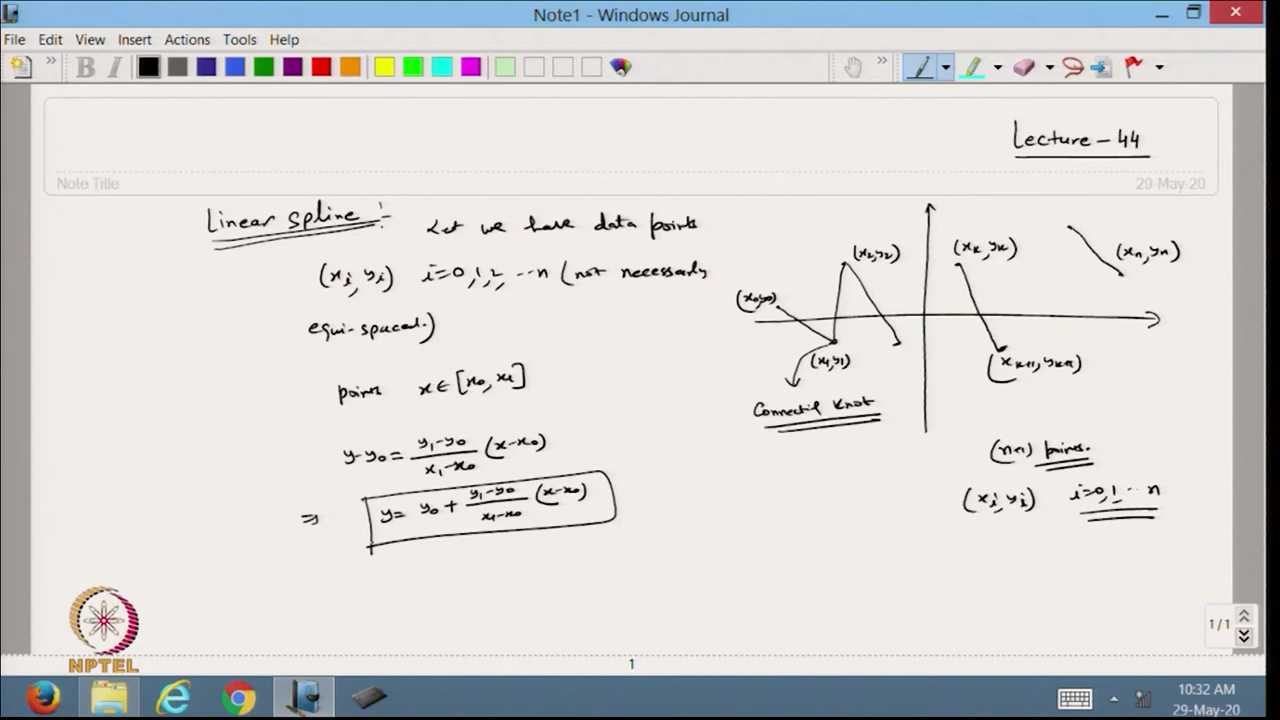 Note1 - Windows Journal
File Edit View Insert Actions Tools Help
Lecture - 44
Note Title
29-May-20
Linear Spline :- Let we have data points
(xi, yi) i=0,1,2, ...n (not necessarily
equi-spaced.)
points x ∈ [x0, x1]
y-y0 = (y1-y0)/(x1-x0) (x-x0)
⇒ y = y0 + (y1-y0)/(x1-x0) (x-x0)
(x0,y0)
(x1,y1)
(x2,y2)
(xk,yk)
(xk+1,yk+1)
(xn,yn)
Knot
(n+1) points.
(xi, yi) i=0,1...n
1/1
NPTEL
1
10:32 AM
29-May-20